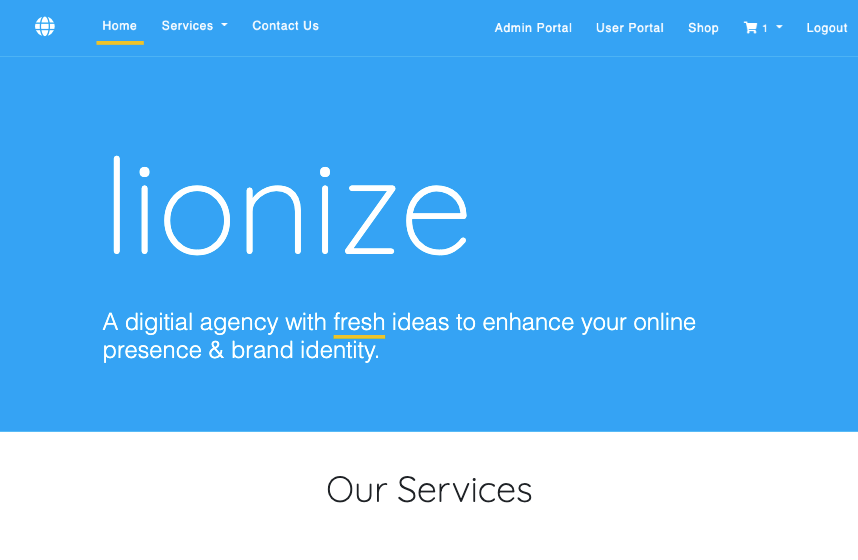 Home Services Contact Us Admin Portal User Portal Shop 1 Logout
lionize
A digitial agency with fresh ideas to enhance your online
presence & brand identity.
Our Services